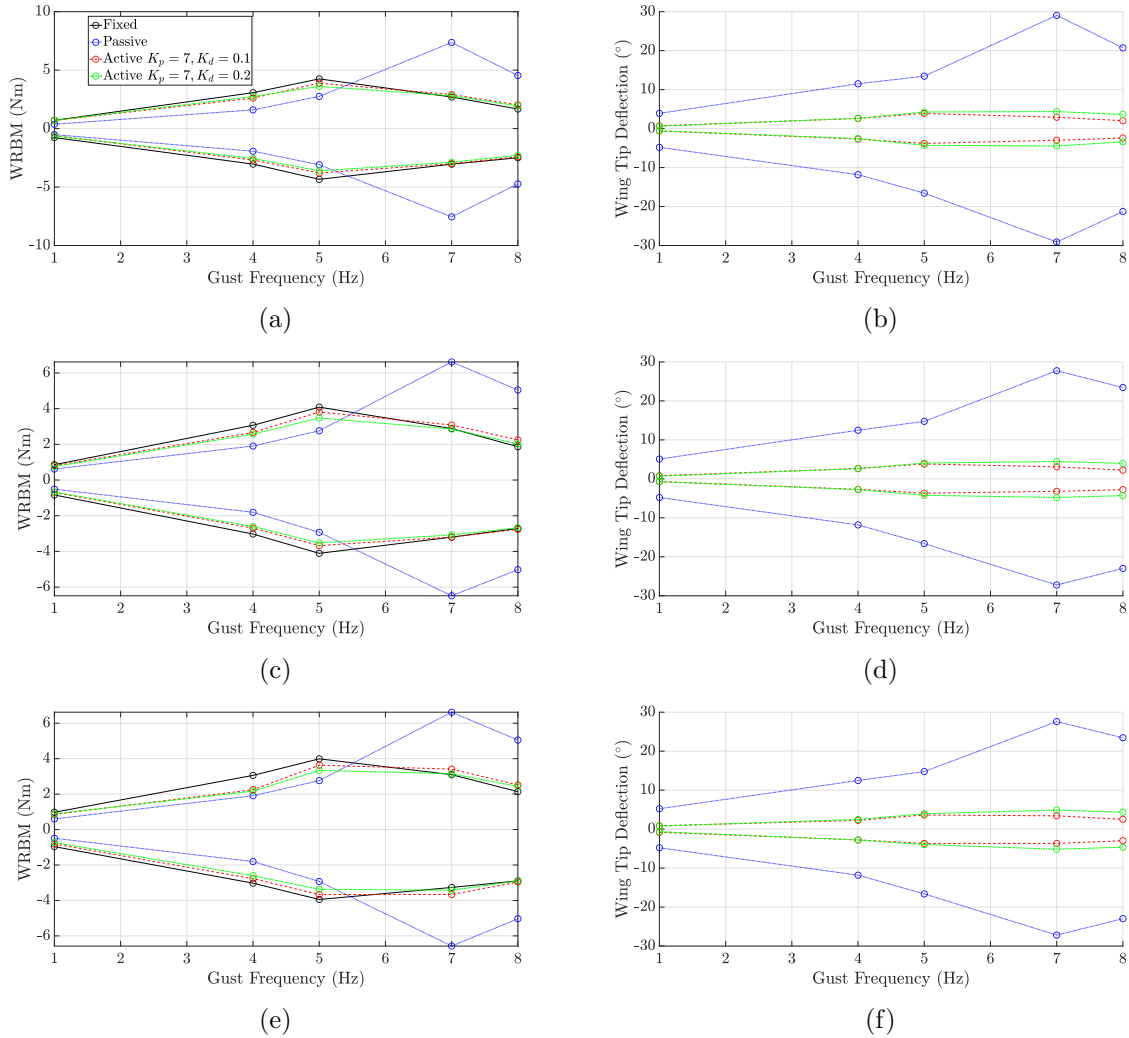 Fixed
Passive
Active $K_p = 7, K_d = 0.1$
Active $K_p = 7, K_d = 0.2$
10
5
0
-5
-10
WRBM (Nm)
1 2 3 4 5 6 7 8
Gust Frequency (Hz)
(a)
30
20
10
0
-10
-20
-30
Wing Tip Deflection (°)
1 2 3 4 5 6 7 8
Gust Frequency (Hz)
(b)
6
4
2
0
-2
-4
-6
WRBM (Nm)
1 2 3 4 5 6 7 8
Gust Frequency (Hz)
(c)
30
20
10
0
-10
-20
-30
Wing Tip Deflection (°)
1 2 3 4 5 6 7 8
Gust Frequency (Hz)
(d)
6
4
2
0
-2
-4
-6
WRBM (Nm)
1 2 3 4 5 6 7 8
Gust Frequency (Hz)
(e)
30
20
10
0
-10
-20
-30
Wing Tip Deflection (°)
1 2 3 4 5 6 7 8
Gust Frequency (Hz)
(f)